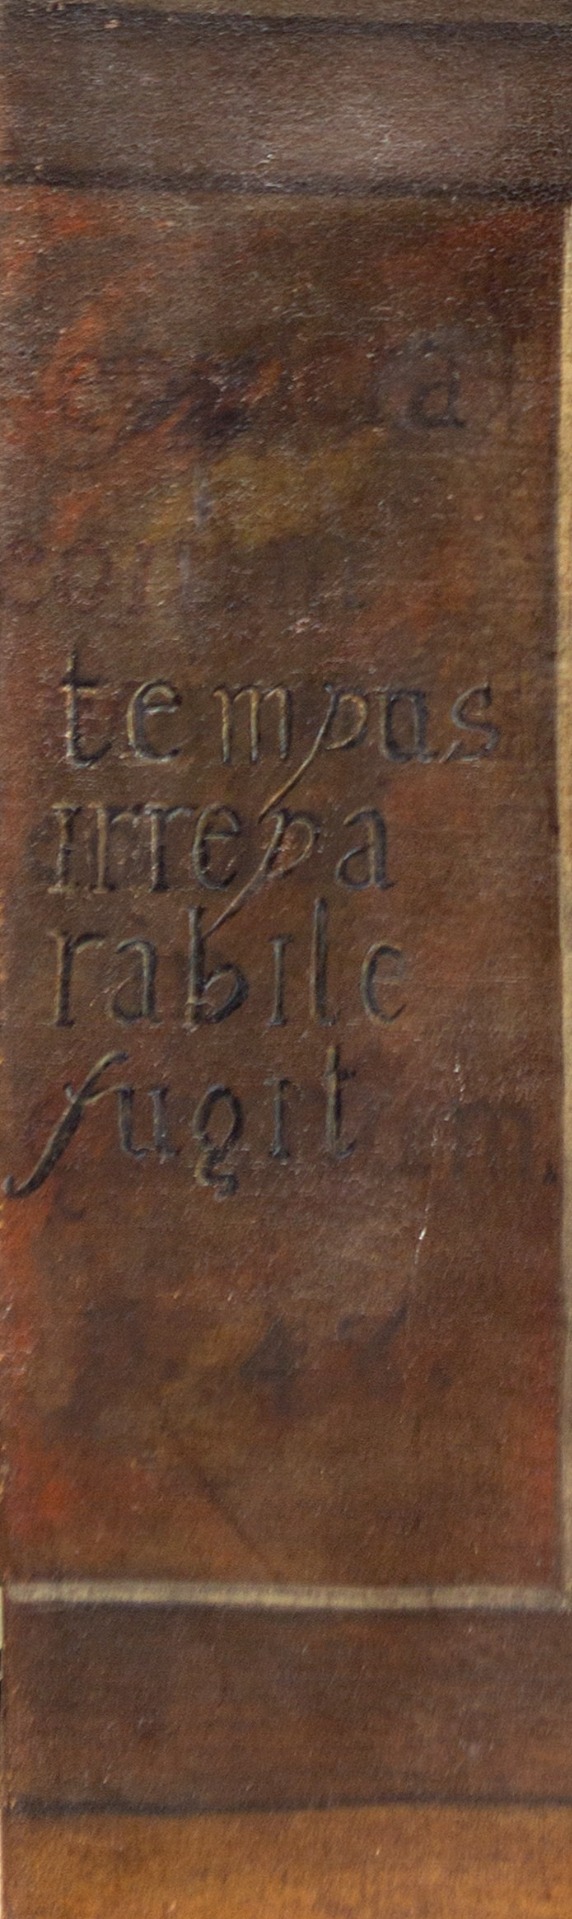 tempus
irrepa
rabile
fugit